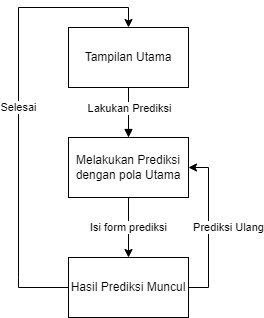 Tampilan Utama
Selesai
Lakukan Prediksi
Melakukan Prediksi
dengan pola Utama
Isi form prediksi
Prediksi Ulang
Hasil Prediksi Muncul